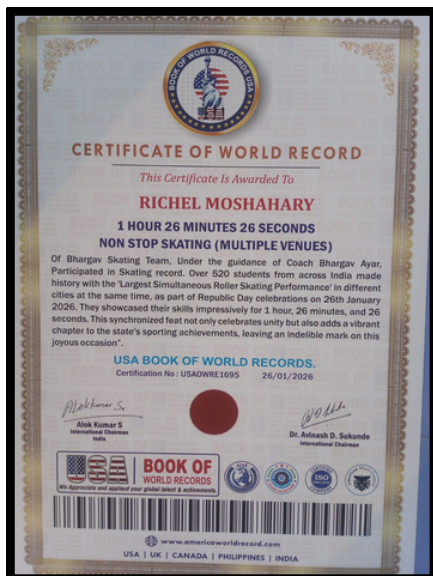 BOOK OF WORLD RECORDS USA
CERTIFICATE OF WORLD RECORD
This Certificate Is Awarded To
RICHEL MOSHAHARY
1 HOUR 26 MINUTES 26 SECONDS
NON STOP SKATING (MULTIPLE VENUES)
Of Bhargav Skating Team, Under the guidance of Coach Bhargav Ayar,
Participated in Skating record. Over 520 students from across India made
history with the 'Largest Simultaneous Roller Skating Performance' in different
cities at the same time, as part of Republic Day celebrations on 26th January
2026. They showcased their skills impressively for 1 hour, 26 minutes, and 26
seconds. This synchronized feat not only celebrates unity but also adds a vibrant
chapter to the state's sporting achievements, leaving an indelible mark on this
joyous occasion".
USA BOOK OF WORLD RECORDS.
Certification No : USAOWRE1695 26/01/2026
Alokkumar S.
Alok Kumar S
International Chairman
India
Dr. Avinash D. Sukunde
International Chairman
USA BOOK OF
WORLD RECORDS
We Appreciate and applaud your global talent & achievements.
ISO
www.americaworldrecord.com
USA | UK | CANADA | PHILIPPINES | INDIA